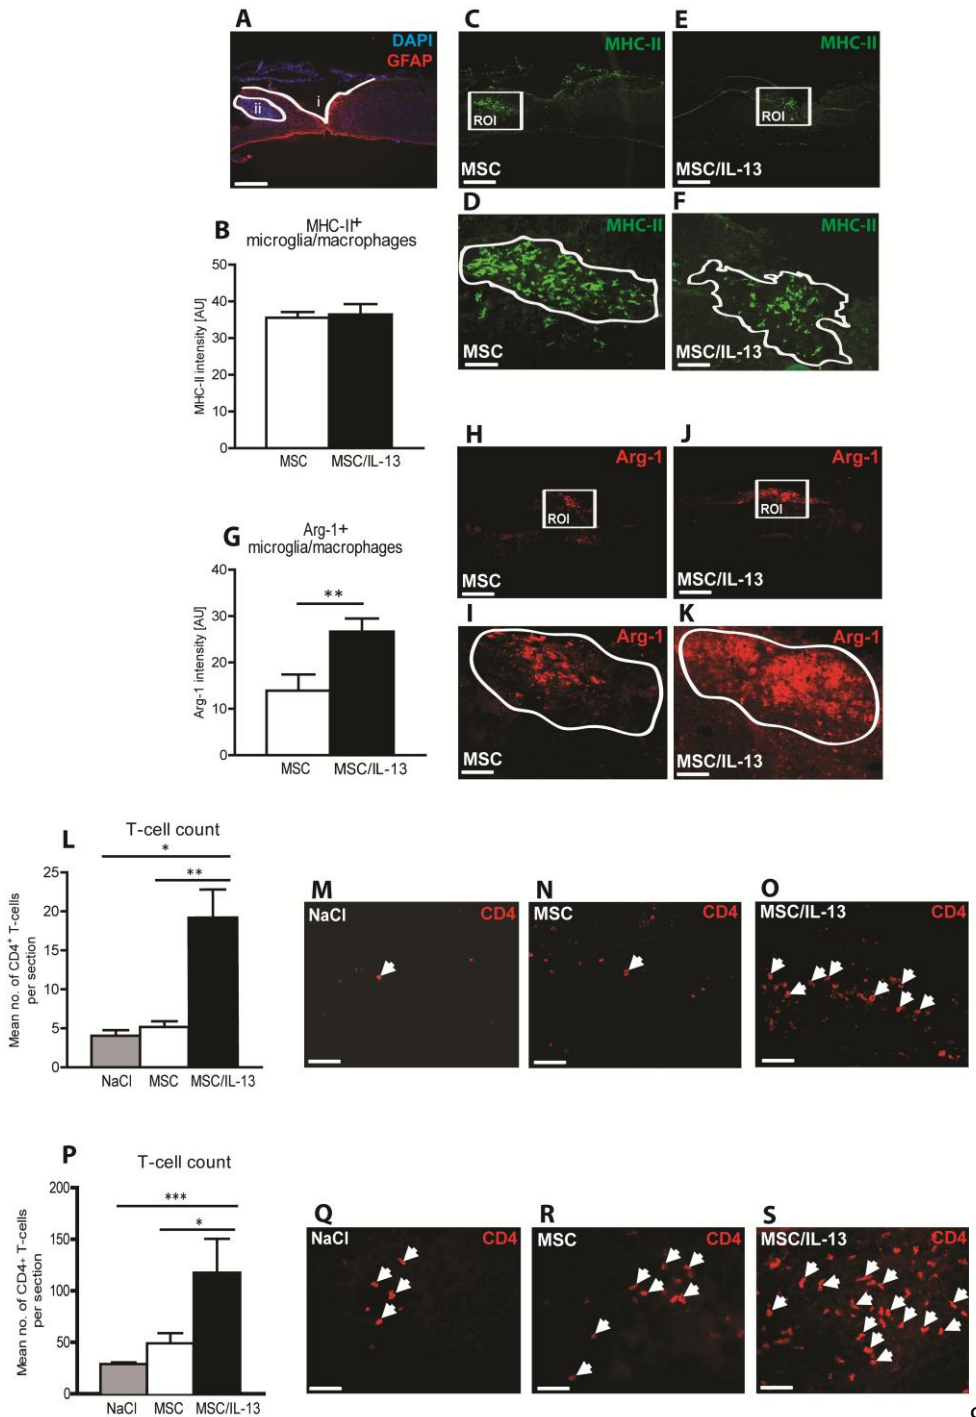 A
DAPI
GFAP
i
ii
C
MHC-II
ROI
MSC
E
MHC-II
ROI
MSC/IL-13
B
MHC-II+
microglia/macrophages
MHC-II intensity [AU]
50
40
30
20
10
0
MSC MSC/IL-13
D
MHC-II
MSC
F
MHC-II
MSC/IL-13
G
Arg-1+
microglia/macrophages
Arg-1 intensity [AU]
40
30
20
10
0
**
MSC MSC/IL-13
H
Arg-1
ROI
MSC
J
Arg-1
ROI
MSC/IL-13
I
Arg-1
MSC
K
Arg-1
MSC/IL-13
L
T-cell count
*
**
Mean no. of CD4+ T-cells
per section
25
20
15
10
5
0
NaCl MSC MSC/IL-13
M
NaCl
CD4
N
MSC
CD4
O
MSC/IL-13
CD4
P
T-cell count
***
*
Mean no. of CD4+ T-cells
per section
200
150
100
50
0
NaCl MSC MSC/IL-13
Q
NaCl
CD4
R
MSC
CD4
S
MSC/IL-13
CD4